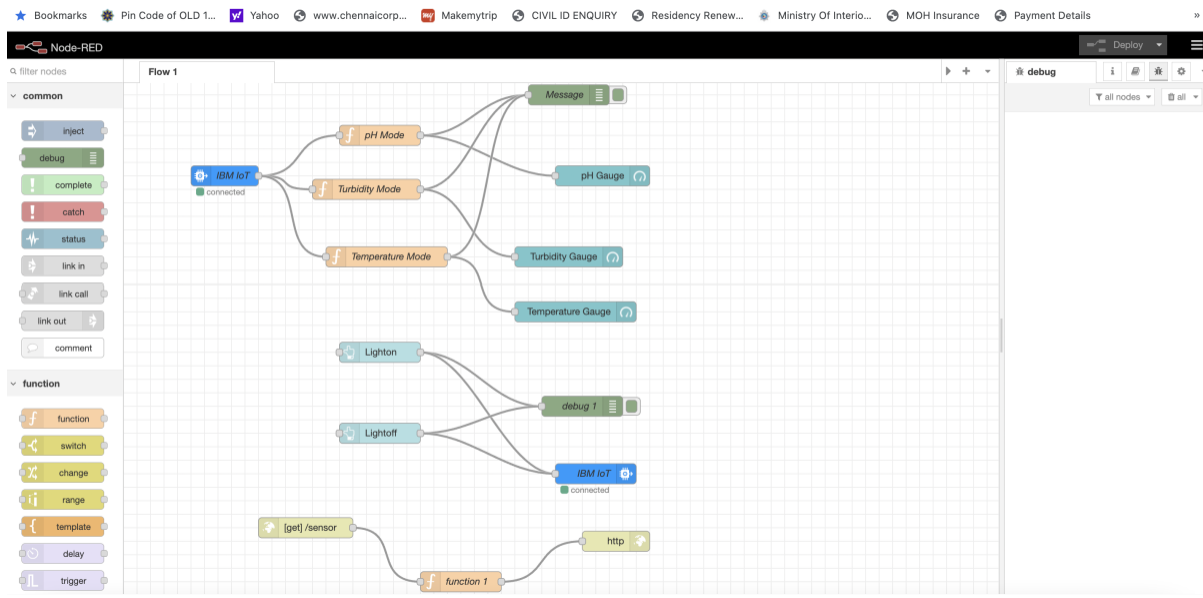 Bookmarks Pin Code of OLD 1... Yahoo www.chennaicorp... Makemytrip CIVIL ID ENQUIRY Residency Renew... Ministry Of Interio... MOH Insurance Payment Details »
Node-RED Deploy
filter nodes Flow 1 debug i
common all nodes all
inject
debug
complete
catch
status
link in
link call
link out
comment
function
function
switch
change
range
template
delay
trigger
Message
pH Mode
IBM IoT pH Gauge
connected
Turbidity Mode
Temperature Mode Turbidity Gauge
Temperature Gauge
Lighton
debug 1
Lightoff
IBM IoT
connected
[get] /sensor
http
function 1